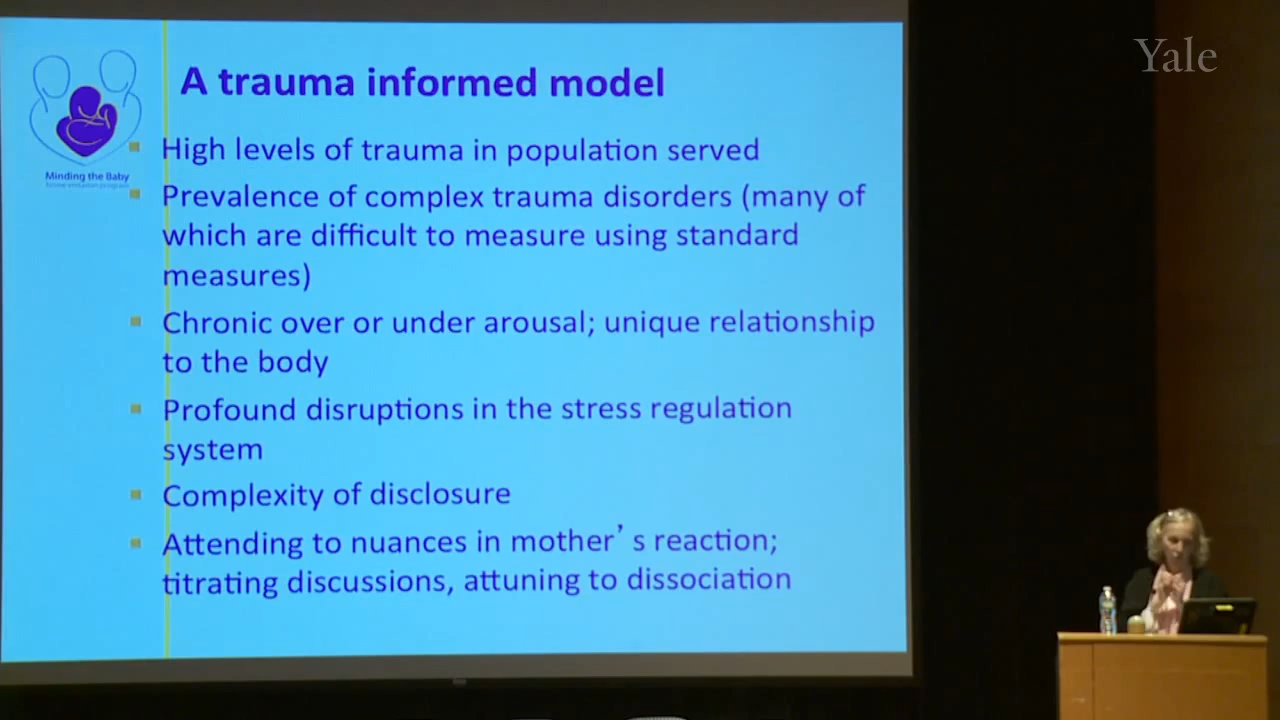 Yale
A trauma informed model
Minding the Baby
home visitation program
High levels of trauma in population served
Prevalence of complex trauma disorders (many of
which are difficult to measure using standard
measures)
Chronic over or under arousal; unique relationship
to the body
Profound disruptions in the stress regulation
system
Complexity of disclosure
Attending to nuances in mother’s reaction;
titrating discussions, attuning to dissociation